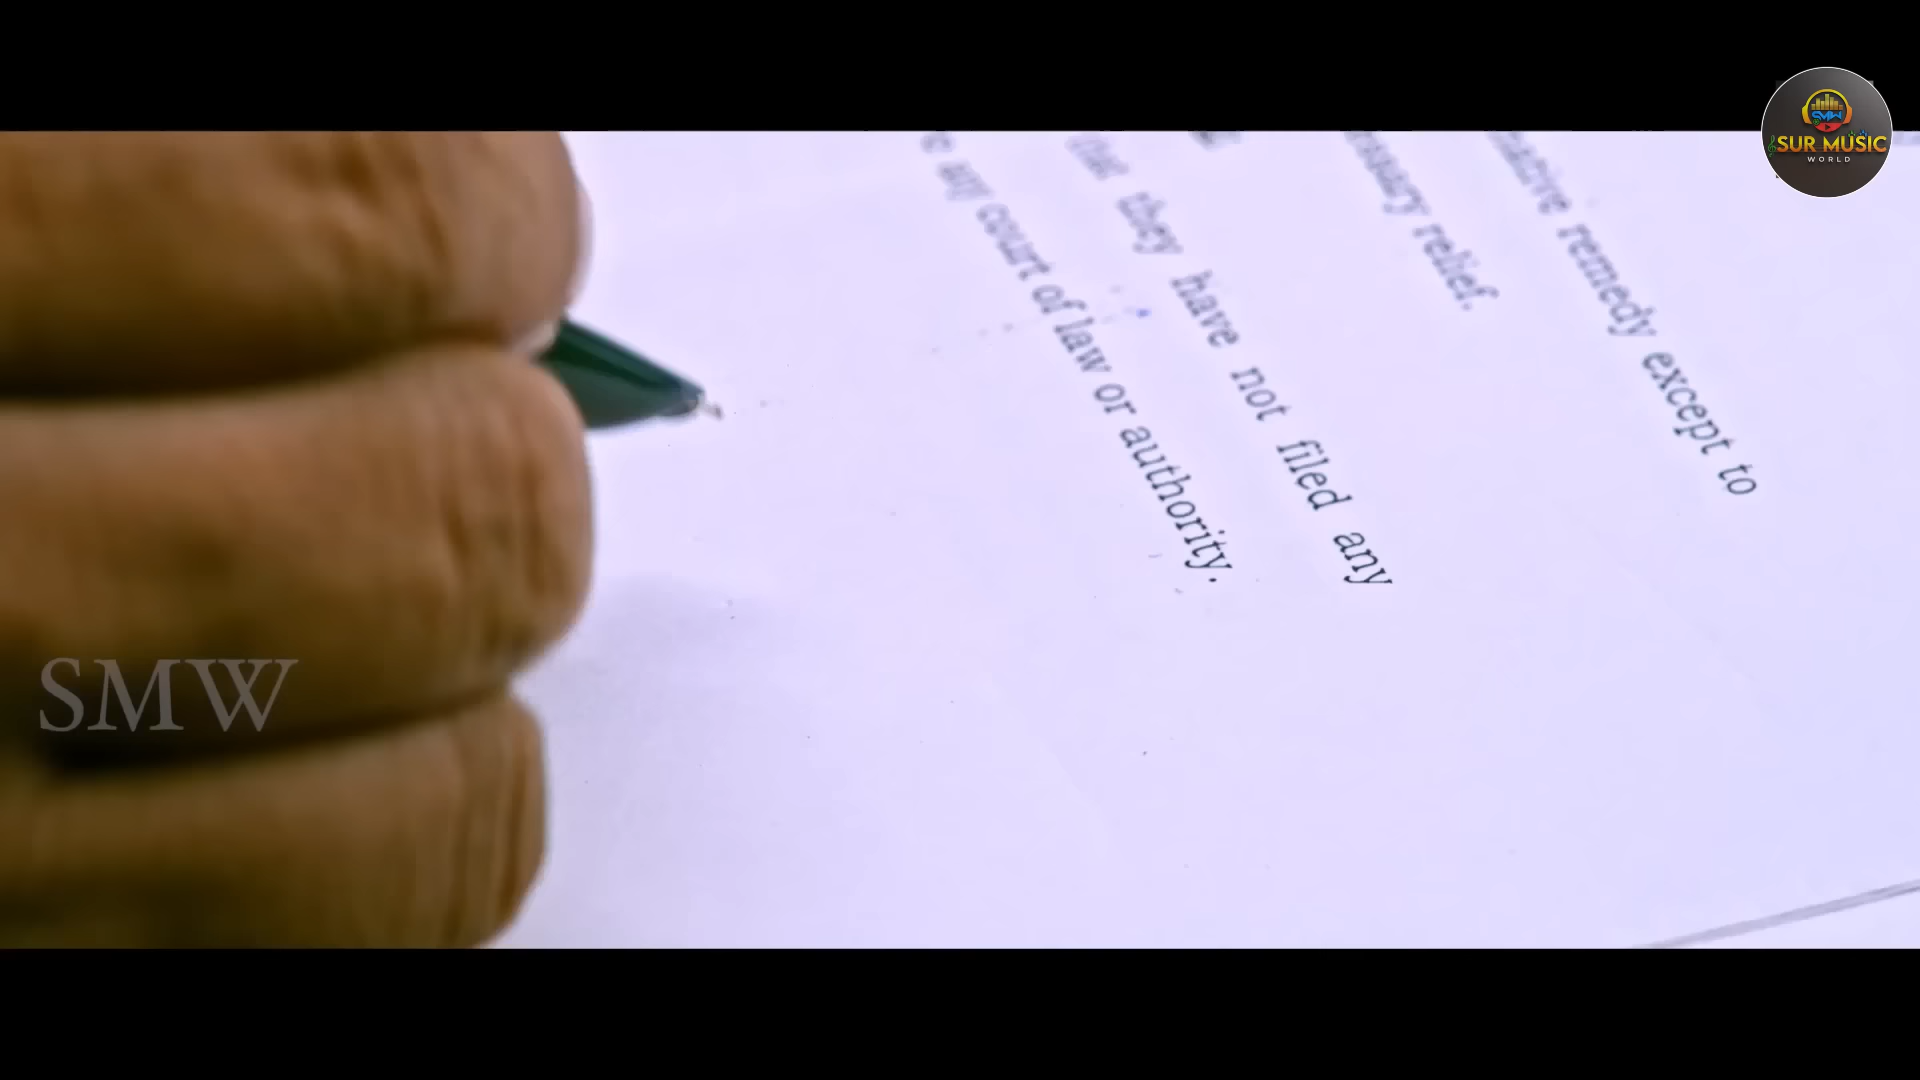 remedy except to
relief.
they have not filed any
any court of law or authority.
SMW
SMW
SUR MUSIC
WORLD